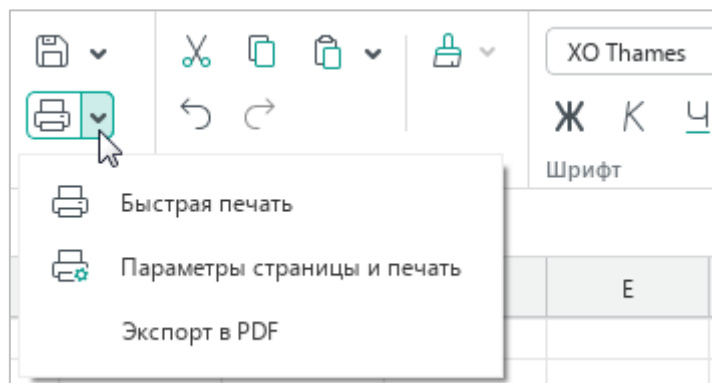 XO Thames
Ж К Ч
Шрифт
Быстрая печать
Параметры страницы и печать
E
Экспорт в PDF